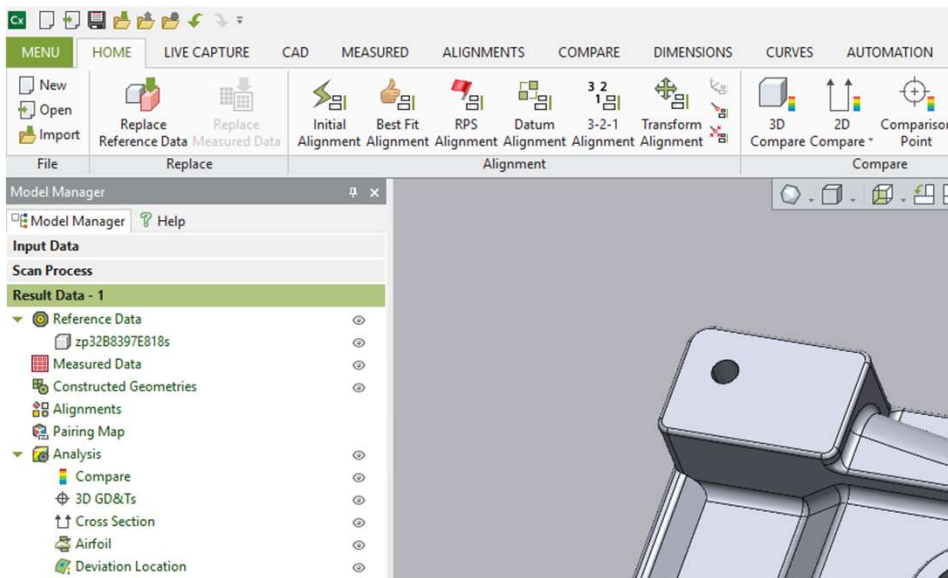 Cx
MENU HOME LIVE CAPTURE CAD MEASURED ALIGNMENTS COMPARE DIMENSIONS CURVES AUTOMATION
New
Open
Import
Replace Reference Data
Replace Measured Data
Initial Alignment
Best Fit Alignment
RPS Alignment
Datum Alignment
3 2 1
3-2-1 Alignment
Transform Alignment
3D Compare
2D Compare
Comparison Point
File Replace Alignment Compare
Model Manager
Model Manager Help
Input Data
Scan Process
Result Data - 1
Reference Data
zp32B8397E818s
Measured Data
Constructed Geometries
Alignments
Pairing Map
Analysis
Compare
3D GD&Ts
Cross Section
Airfoil
Deviation Location